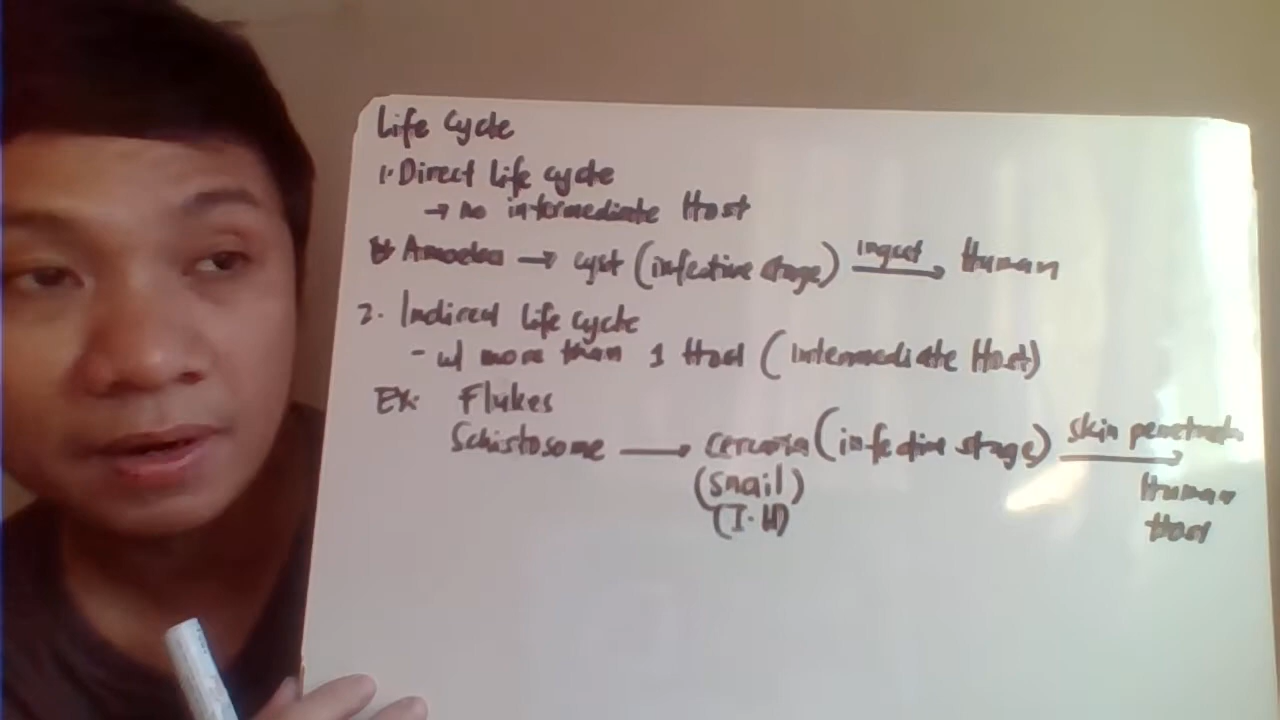 Life Cycle
1. Direct life cycle
→ no intermediate Host
Amoeba → cyst (infective stage) ingest → Human
2. Indirect life cycle
- w/ more than 1 Host (intermediate Host)
Ex: Flukes
Schistosome → cercaria (infective stage) skin penetration →
(snail)
(I.H)
Human
Host